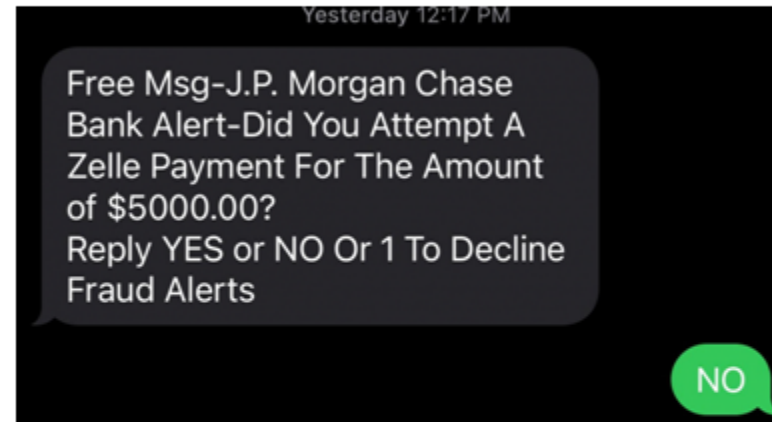 Yesterday 12:17 PM
Free Msg-J.P. Morgan Chase
Bank Alert-Did You Attempt A
Zelle Payment For The Amount
of $5000.00?
Reply YES or NO Or 1 To Decline
Fraud Alerts
NO